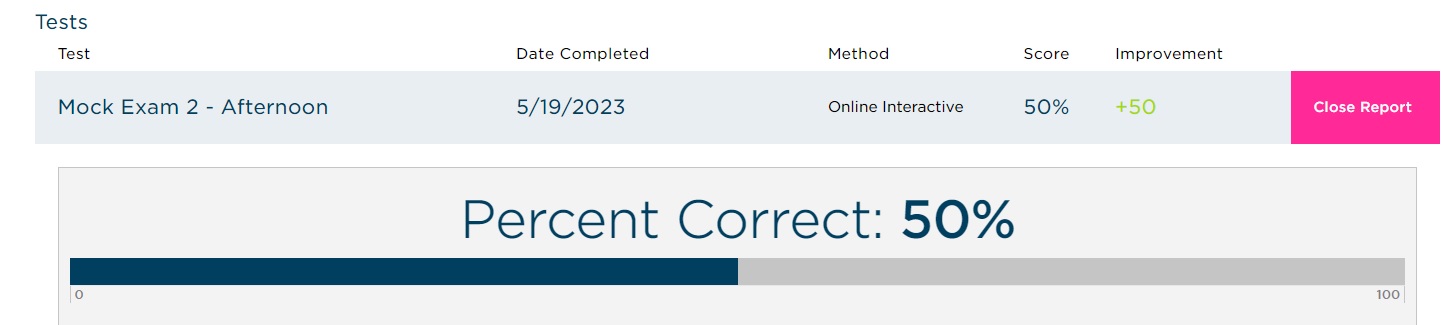 Tests
Test Date Completed Method Score Improvement
Mock Exam 2 - Afternoon 5/19/2023 Online Interactive 50% +50 Close Report
Percent Correct: 50%
0 100